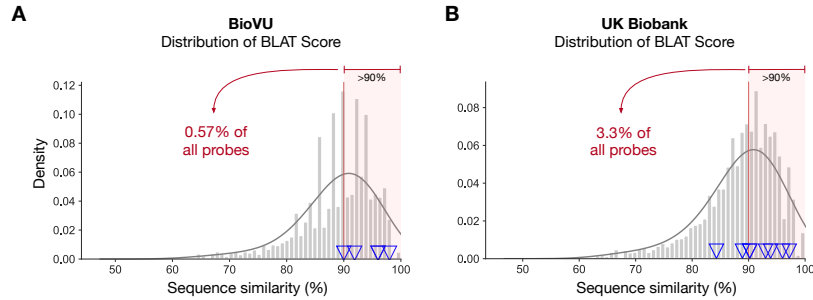 A
BioVU
Distribution of BLAT Score
>90%
0.57% of
all probes
Density
0.12
0.10
0.08
0.06
0.04
0.02
0.00
50 60 70 80 90 100
Sequence similarity (%)
B
UK Biobank
Distribution of BLAT Score
>90%
3.3% of
all probes
0.08
0.06
0.04
0.02
0.00
50 60 70 80 90 100
Sequence similarity (%)